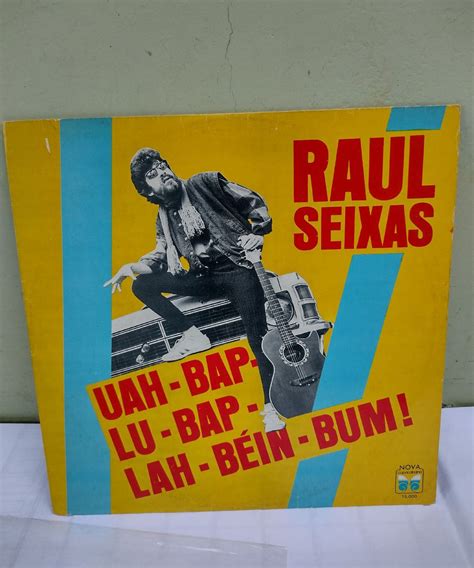 RAUL
SEIXAS
UAH-BAP-
LU-BAP-
LAH-BÉIN-BUM!
NOVA